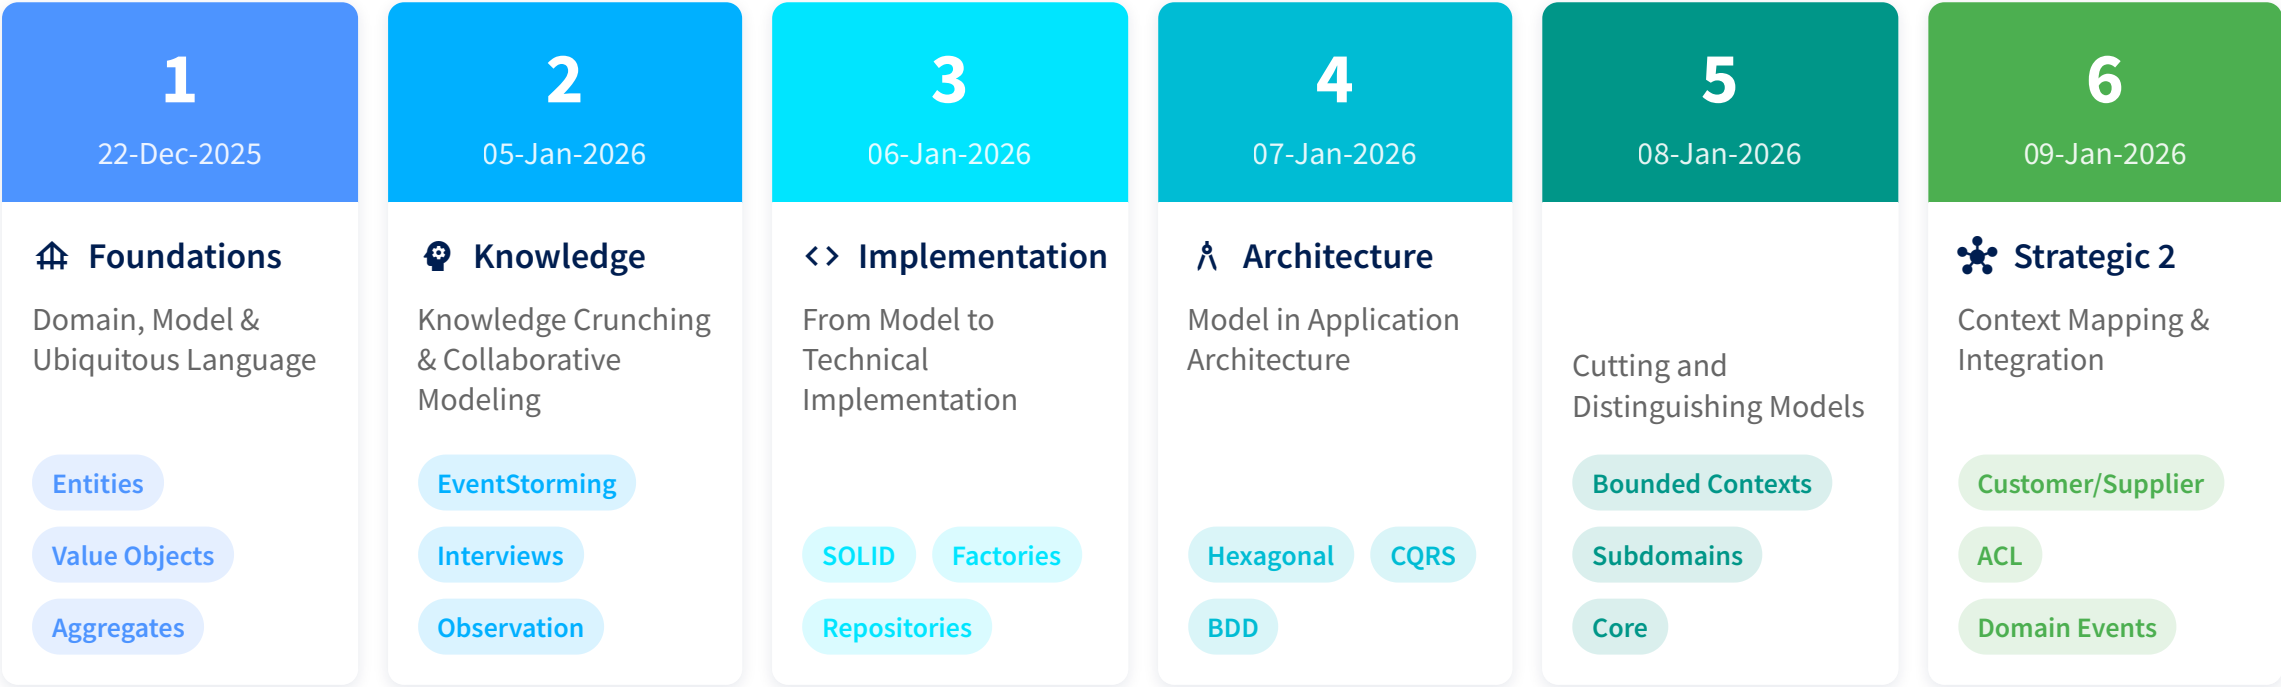 1
22-Dec-2025
Foundations
Domain, Model &
Ubiquitous Language
Entities
Value Objects
Aggregates
2
05-Jan-2026
Knowledge
Knowledge Crunching
& Collaborative
Modeling
EventStorming
Interviews
Observation
3
06-Jan-2026
Implementation
From Model to
Technical
Implementation
SOLID Factories
Repositories
4
07-Jan-2026
Architecture
Model in Application
Architecture
Hexagonal CQRS
BDD
5
08-Jan-2026
Cutting and
Distinguishing Models
Bounded Contexts
Subdomains
Core
6
09-Jan-2026
Strategic 2
Context Mapping &
Integration
Customer/Supplier
ACL
Domain Events